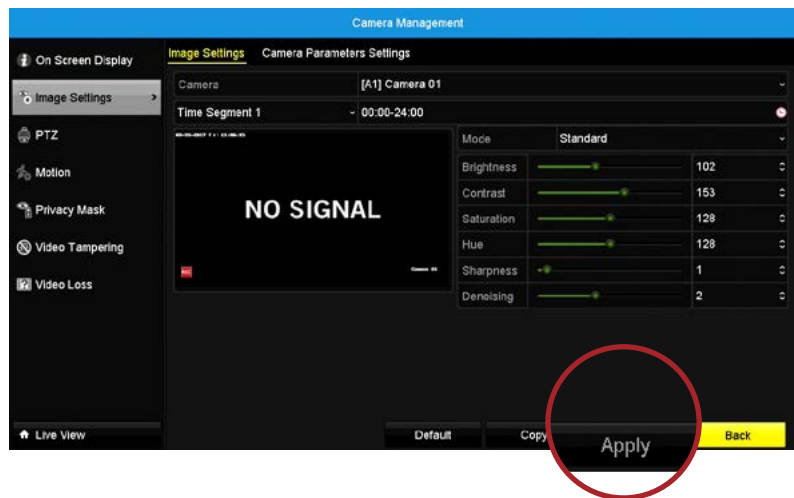 Camera Management
On Screen Display
Image Settings
PTZ
Motion
Privacy Mask
Video Tampering
Video Loss
Live View
Image Settings Camera Parameters Settings
Camera [A1] Camera 01
Time Segment 1 00:00-24:00
NO SIGNAL
Camera 01
Mode Standard
Brightness 102
Contrast 153
Saturation 128
Hue 128
Sharpness 1
Denoising 2
Default Copy Apply Back